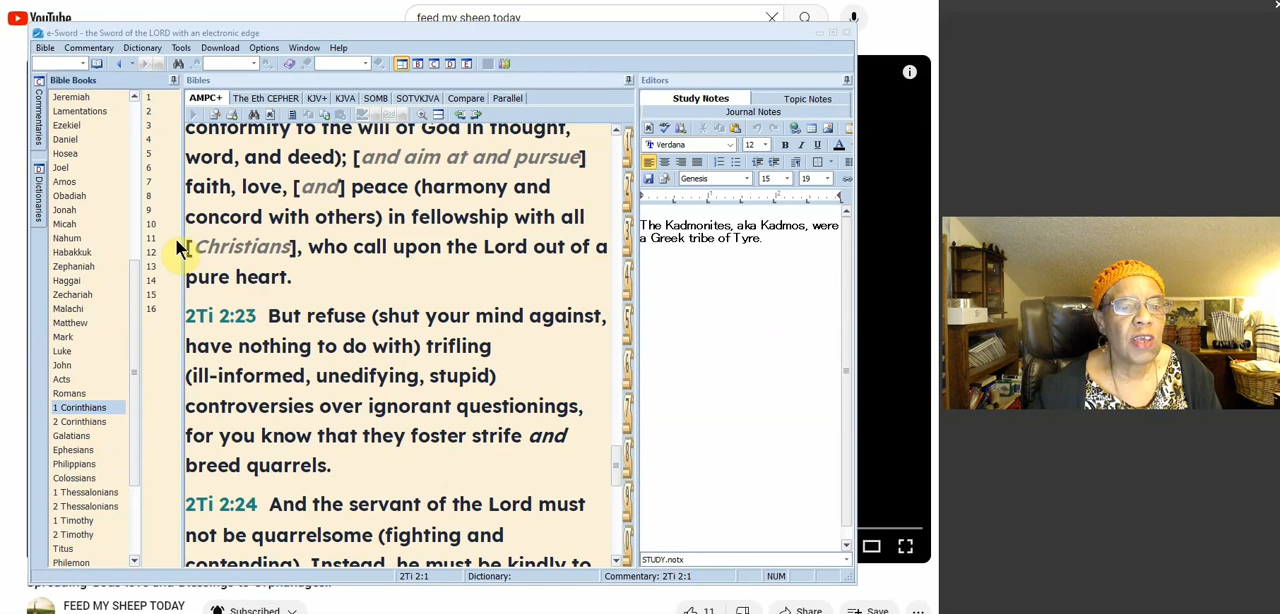 YouTube
feed my sheep today
e-Sword - the Sword of the LORD with an electronic edge
Bible Commentary Dictionary Tools Download Options Window Help
Bible Books
Bibles
Editors
AMPC+ The Eth CEPHER KJV+ KJVA SOMB SOTVKJVA Compare Parallel
Study Notes Topic Notes
Journal Notes
Verdana 12
Genesis 15 19
Commentaries
Dictionaries
Jeremiah
Lamentations
Ezekiel
Daniel
Hosea
Joel
Amos
Obadiah
Jonah
Micah
Nahum
Habakkuk
Zephaniah
Haggai
Zechariah
Malachi
Matthew
Mark
Luke
John
Acts
Romans
1 Corinthians
2 Corinthians
Galatians
Ephesians
Philippians
Colossians
1 Thessalonians
2 Thessalonians
1 Timothy
2 Timothy
Titus
Philemon
1
2
3
4
5
6
7
8
9
10
11
12
13
14
15
16
conformity to the will of God in thought,
word, and deed); [and aim at and pursue]
faith, love, [and] peace (harmony and
concord with others) in fellowship with all
[Christians], who call upon the Lord out of a
pure heart.
2Ti 2:23 But refuse (shut your mind against,
have nothing to do with) trifling
(ill-informed, unedifying, stupid)
controversies over ignorant questionings,
for you know that they foster strife and
breed quarrels.
2Ti 2:24 And the servant of the Lord must
not be quarrelsome (fighting and
contending). Instead, he must be kindly to
The Kadmonites, aka Kadmos, were
a Greek tribe of Tyre.
STUDY.notx
2Ti 2:1 Dictionary: Commentary: 2Ti 2:1 NUM
FEED MY SHEEP TODAY
Subscribed
11
Share
Save